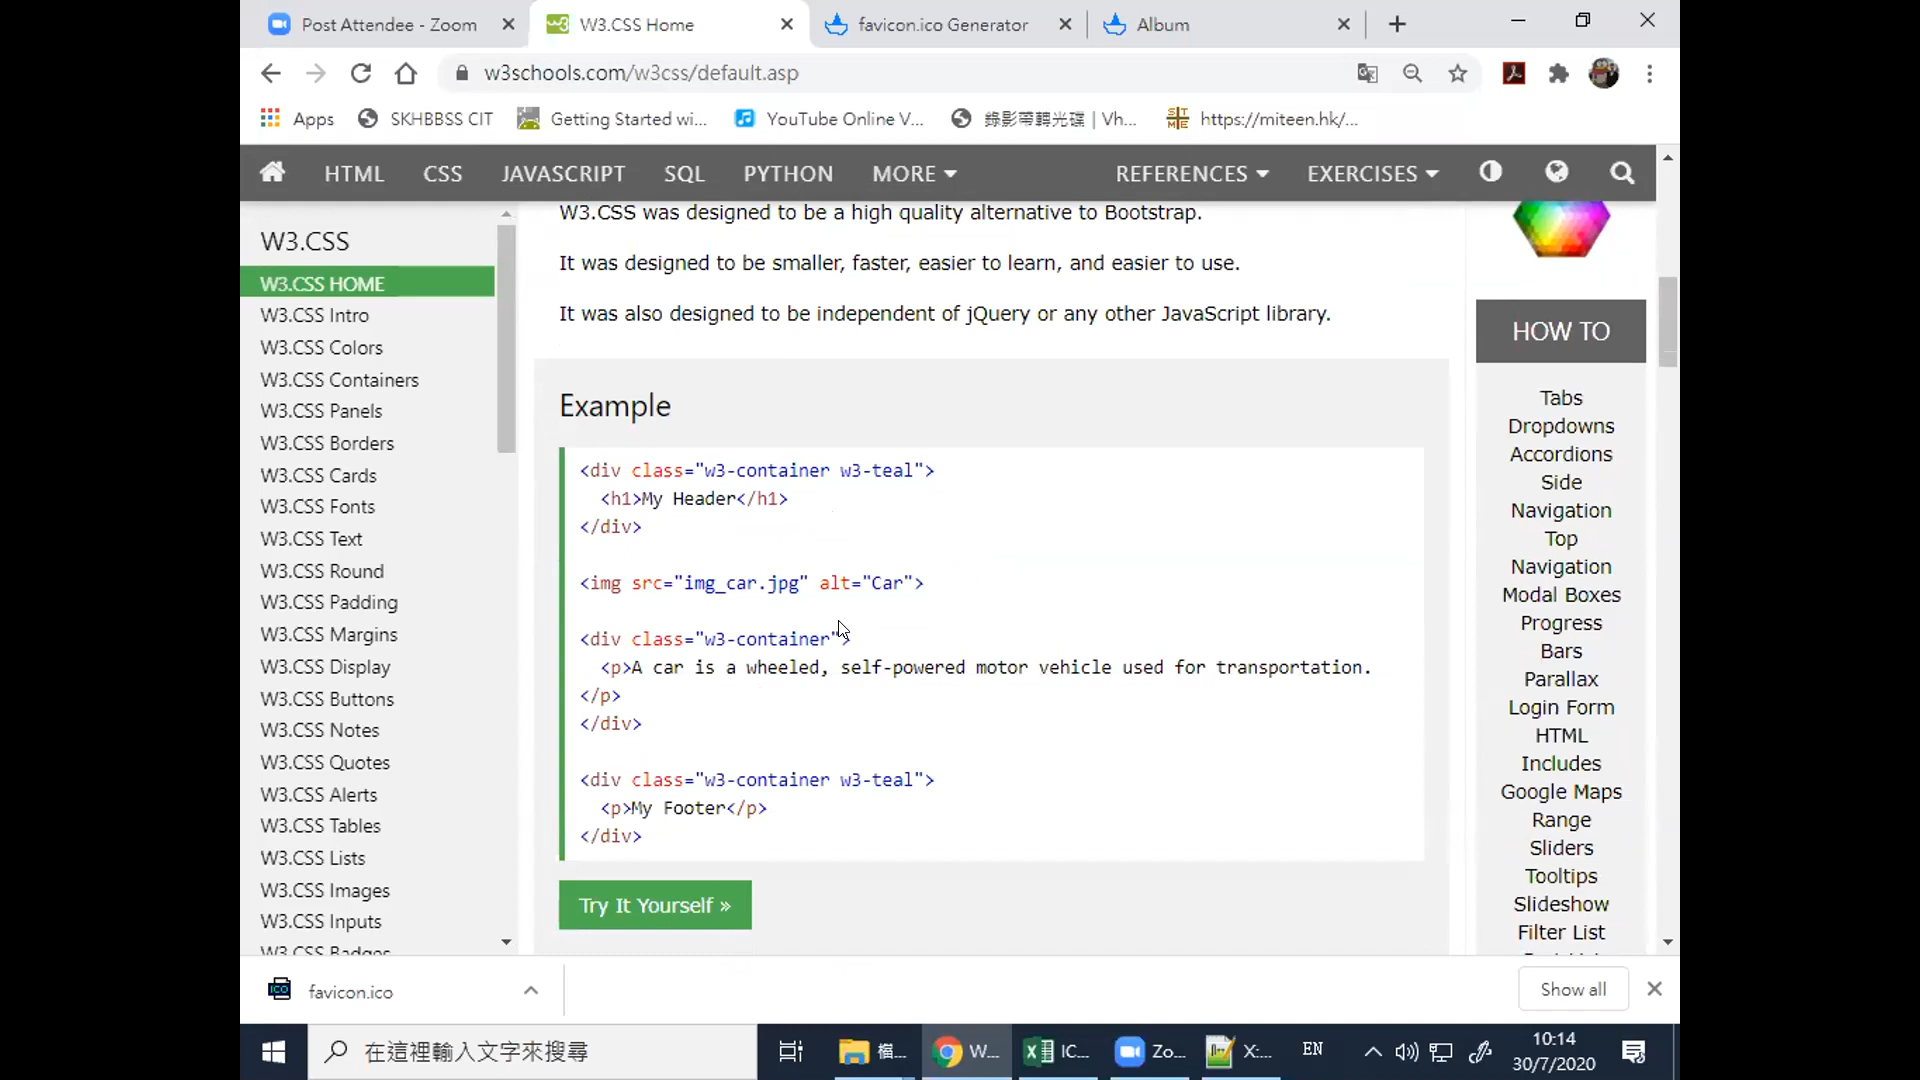 Post Attendee - Zoom
W3.CSS Home
favicon.ico Generator
Album
w3schools.com/w3css/default.asp
Apps
SKHBBSS CIT
Getting Started wi...
YouTube Online V...
錄影帶轉光碟 | Vh...
https://miteen.hk/...
HTML
CSS
JAVASCRIPT
SQL
PYTHON
MORE
REFERENCES
EXERCISES
W3.CSS
W3.CSS HOME
W3.CSS Intro
W3.CSS Colors
W3.CSS Containers
W3.CSS Panels
W3.CSS Borders
W3.CSS Cards
W3.CSS Fonts
W3.CSS Text
W3.CSS Round
W3.CSS Padding
W3.CSS Margins
W3.CSS Display
W3.CSS Buttons
W3.CSS Notes
W3.CSS Quotes
W3.CSS Alerts
W3.CSS Tables
W3.CSS Lists
W3.CSS Images
W3.CSS Inputs
W3.CSS Badges
W3.CSS was designed to be a high quality alternative to Bootstrap.
It was designed to be smaller, faster, easier to learn, and easier to use.
It was also designed to be independent of jQuery or any other JavaScript library.
Example
<div class="w3-container w3-teal">
<h1>My Header</h1>
</div>
<img src="img_car.jpg" alt="Car">
<div class="w3-container">
<p>A car is a wheeled, self-powered motor vehicle used for transportation.
</p>
</div>
<div class="w3-container w3-teal">
<p>My Footer</p>
</div>
Try It Yourself »
HOW TO
Tabs
Dropdowns
Accordions
Side
Navigation
Top
Navigation
Modal Boxes
Progress
Bars
Parallax
Login Form
HTML
Includes
Google Maps
Range
Sliders
Tooltips
Slideshow
Filter List
favicon.ico
Show all
在這裡輸入文字來搜尋
檔...
W...
IC...
Zo...
X:...
EN
10:14
30/7/2020